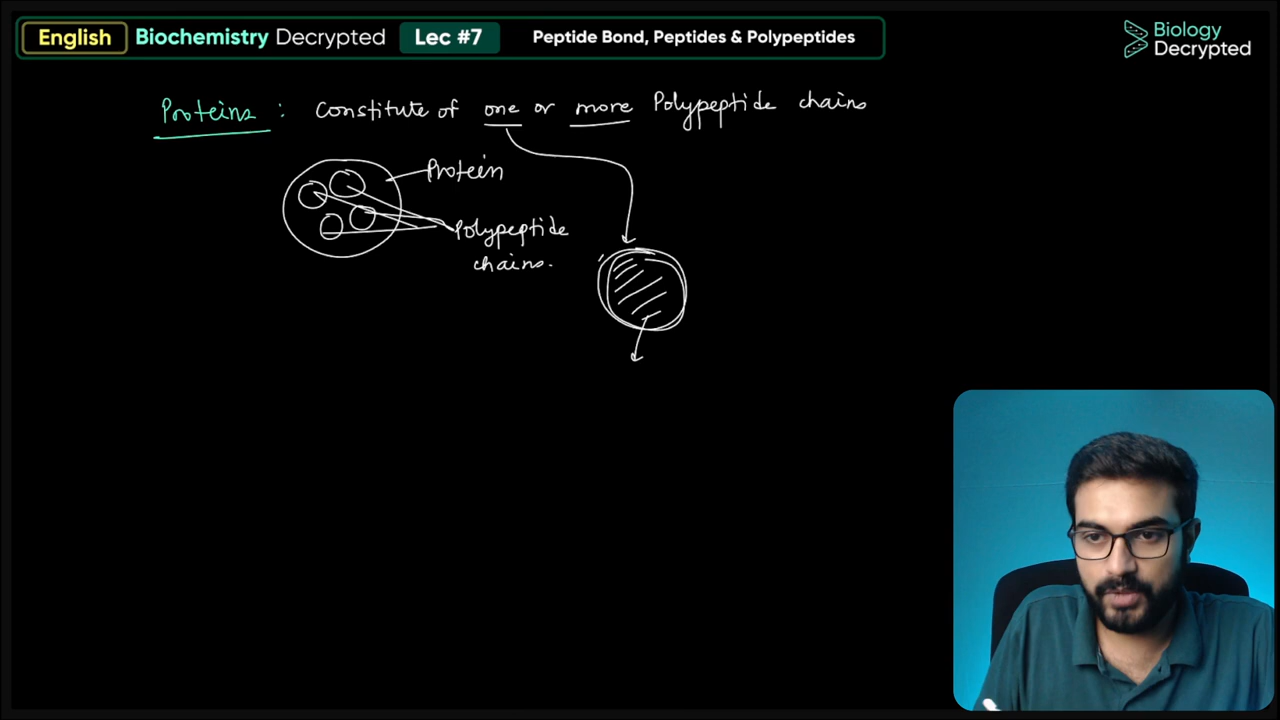 English Biochemistry Decrypted Lec #7 Peptide Bond, Peptides & Polypeptides
Biology
Decrypted
Proteins : Constitute of one or more Polypeptide chains
Protein
Polypeptide
chains.